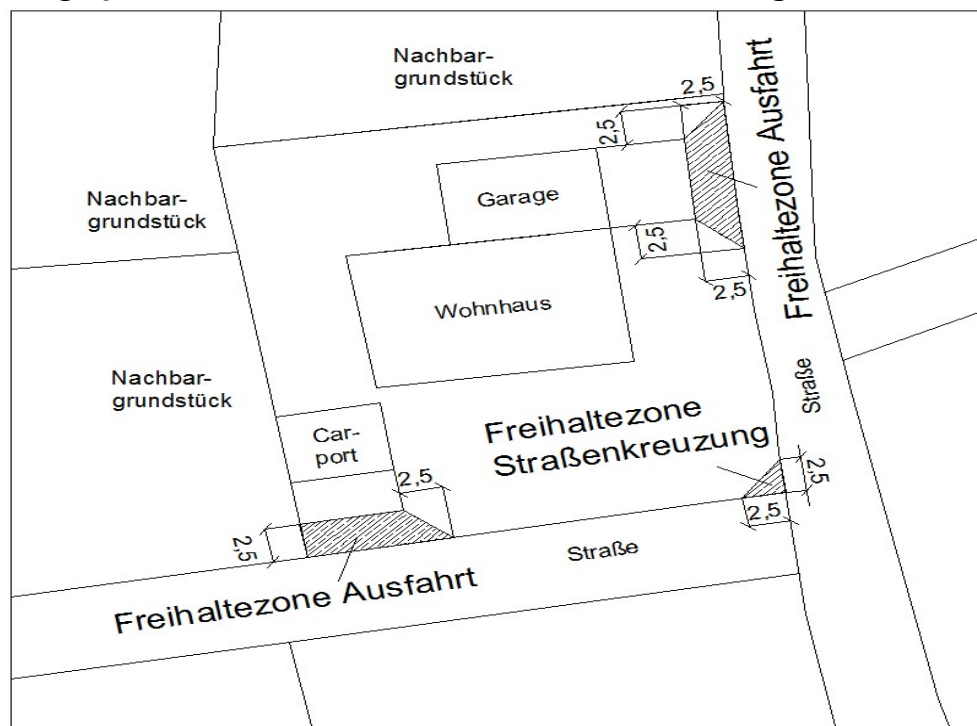 Nachbar-
grundstück
2,5
2,5
Freihaltezone Ausfahrt
Nachbar-
grundstück
Garage
2,5
2,5
Wohnhaus
Nachbar-
grundstück
Straße
Freihaltezone
Straßenkreuzung
Car-
port
2,5
2,5
2,5
2,5
Straße
Freihaltezone Ausfahrt